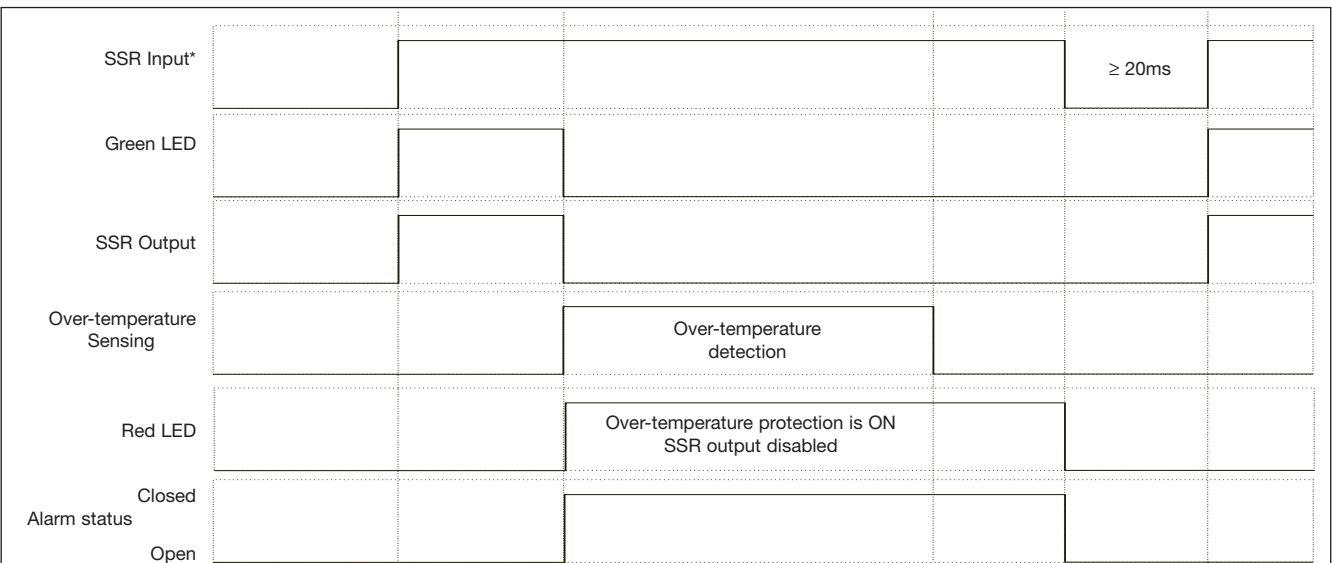 SSR Input*
≥ 20ms
Green LED
SSR Output
Over-temperature
Sensing
Over-temperature
detection
Red LED
Over-temperature protection is ON
SSR output disabled
Closed
Alarm status
Open